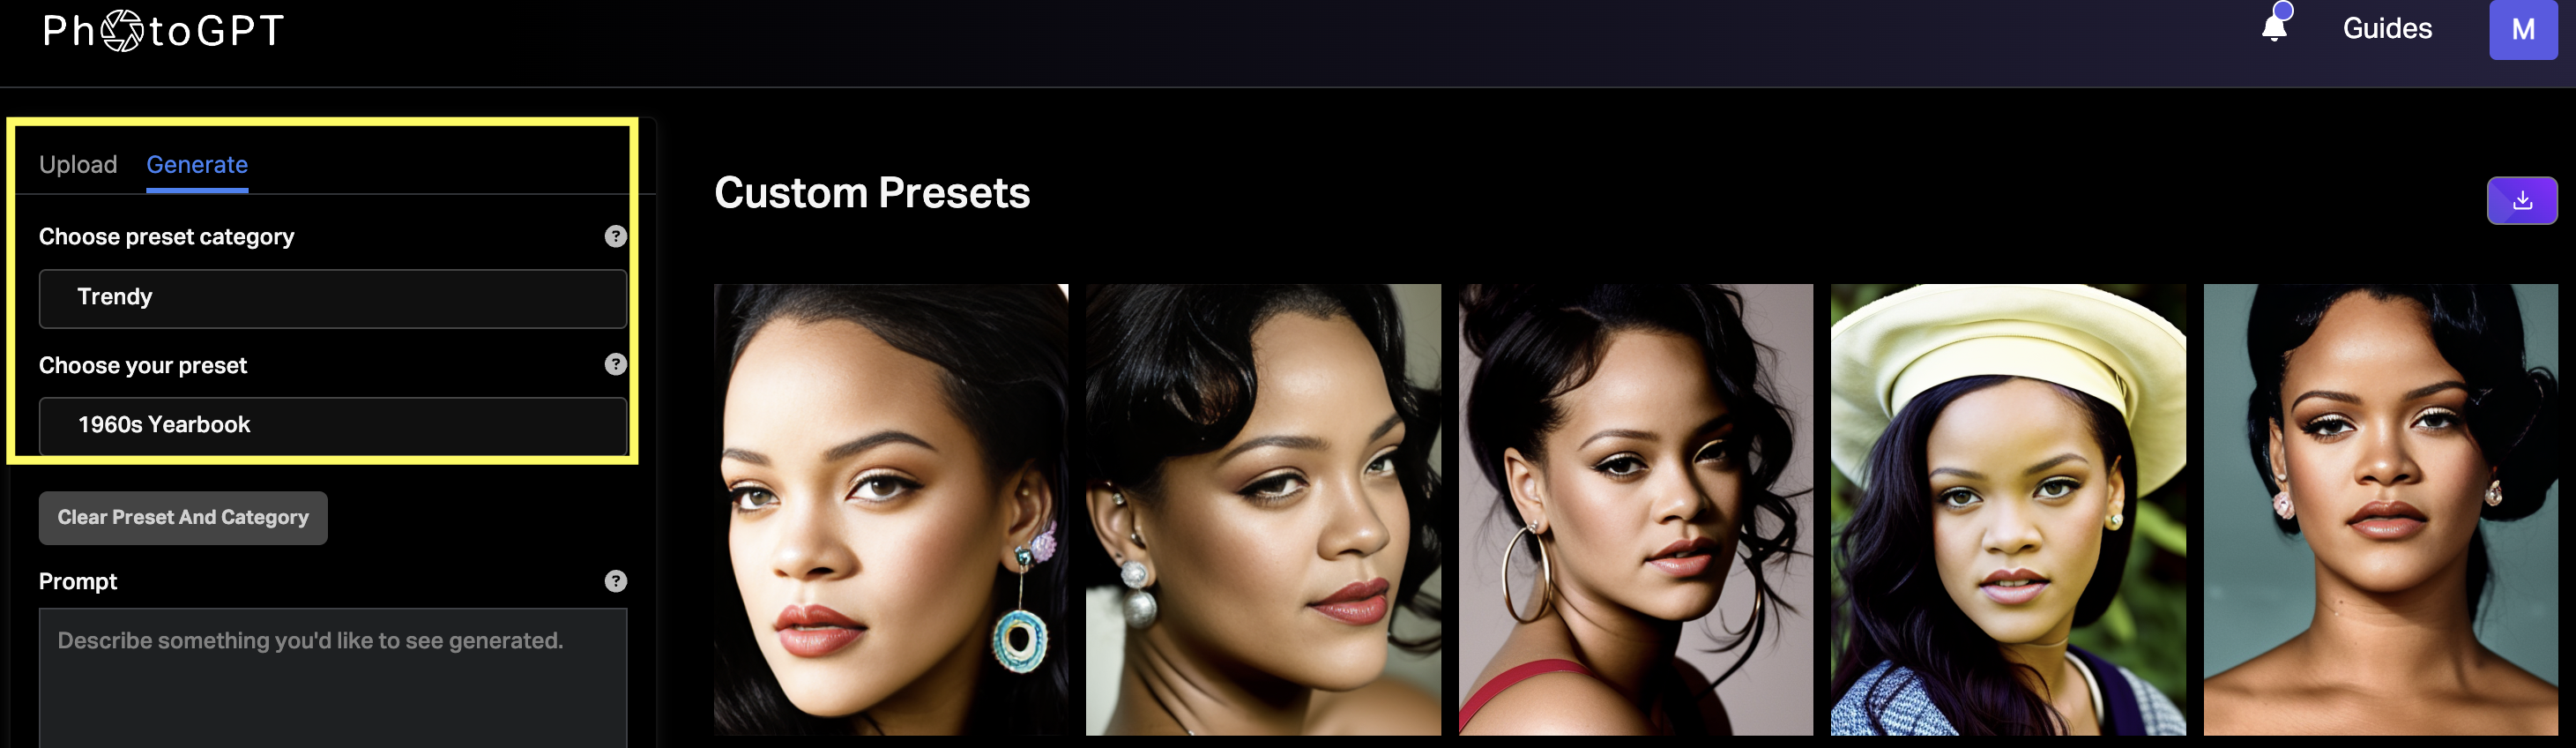 PhotoGPT
Guides
M
Upload Generate
Choose preset category ?
Trendy
Choose your preset ?
1960s Yearbook
Clear Preset And Category
Prompt ?
Describe something you'd like to see generated.
Custom Presets